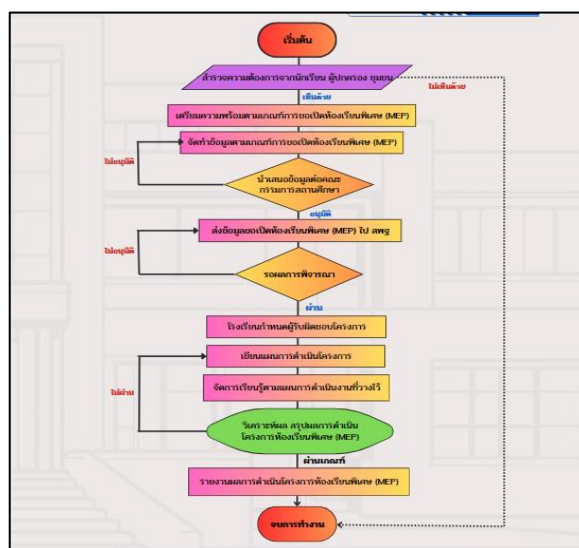 เริ่มต้น
สำรวจความต้องการจากนักเรียน ผู้ปกครอง ชุมชน
ไม่เห็นด้วย
เห็นด้วย
เตรียมความพร้อมตามเกณฑ์การขอเปิดห้องเรียนพิเศษ (MEP)
จัดทำข้อมูลตามเกณฑ์การขอเปิดห้องเรียนพิเศษ (MEP)
ไม่อนุมัติ
นำเสนอข้อมูลต่อคณะ
กรรมการสถานศึกษา
อนุมัติ
ส่งข้อมูลขอเปิดห้องเรียนพิเศษ (MEP) ไป สพฐ
ไม่อนุมัติ
รอผลการพิจารณา
ผ่าน
โรงเรียนกำหนดผู้รับผิดชอบโครงการ
เขียนแผนการดำเนินโครงการ
จัดการเรียนรู้ตามแผนการดำเนินงานที่วางไว้
ไม่ผ่าน
วิเคราะห์ผล สรุปผลการดำเนิน
โครงการห้องเรียนพิเศษ (MEP)
ผ่านเกณฑ์
รายงานผลการดำเนินโครงการห้องเรียนพิเศษ (MEP)
จบการทำงาน